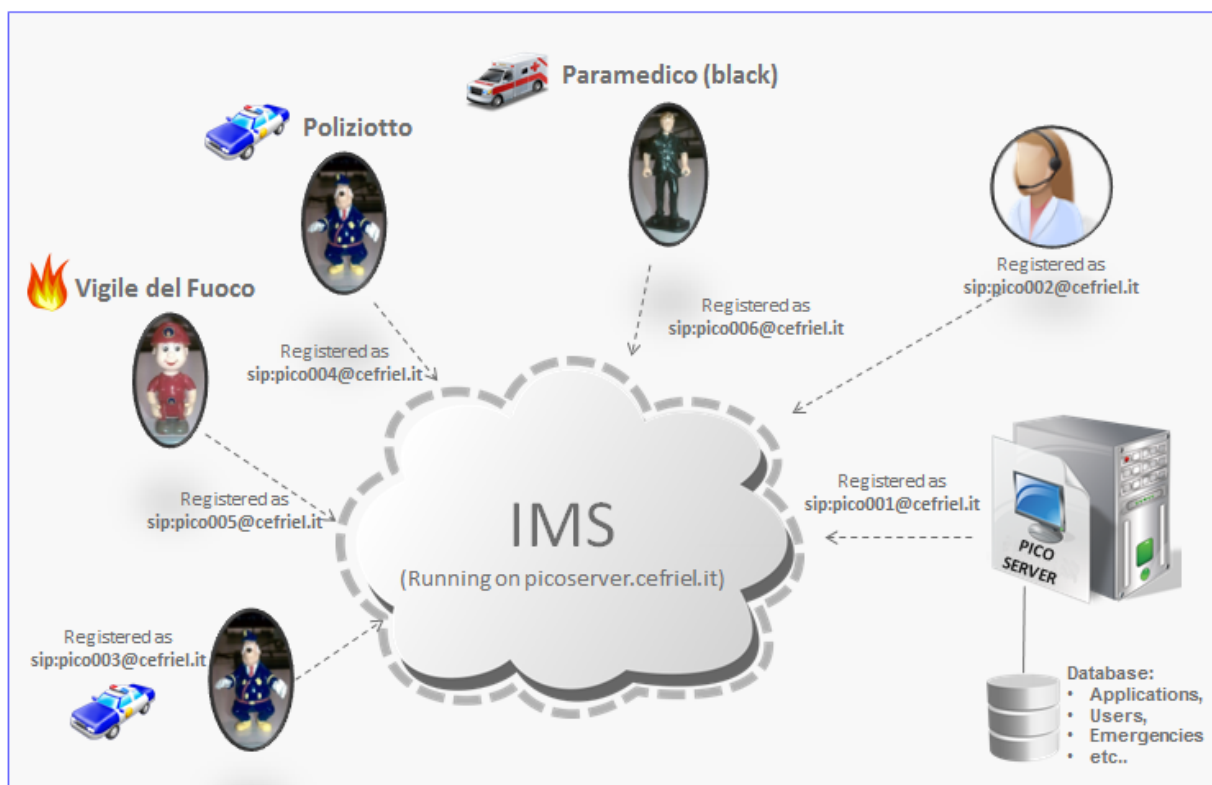 Paramedico (black)
Poliziotto
Vigile del Fuoco
Registered as
sip:pico002@cefriel.it
Registered as
sip:pico006@cefriel.it
Registered as
sip:pico004@cefriel.it
Registered as
sip:pico005@cefriel.it
Registered as
sip:pico001@cefriel.it
IMS
(Running on picoserver.cefriel.it)
PICO
SERVER
Registered as
sip:pico003@cefriel.it
Database:
• Applications,
• Users,
• Emergencies
• etc..